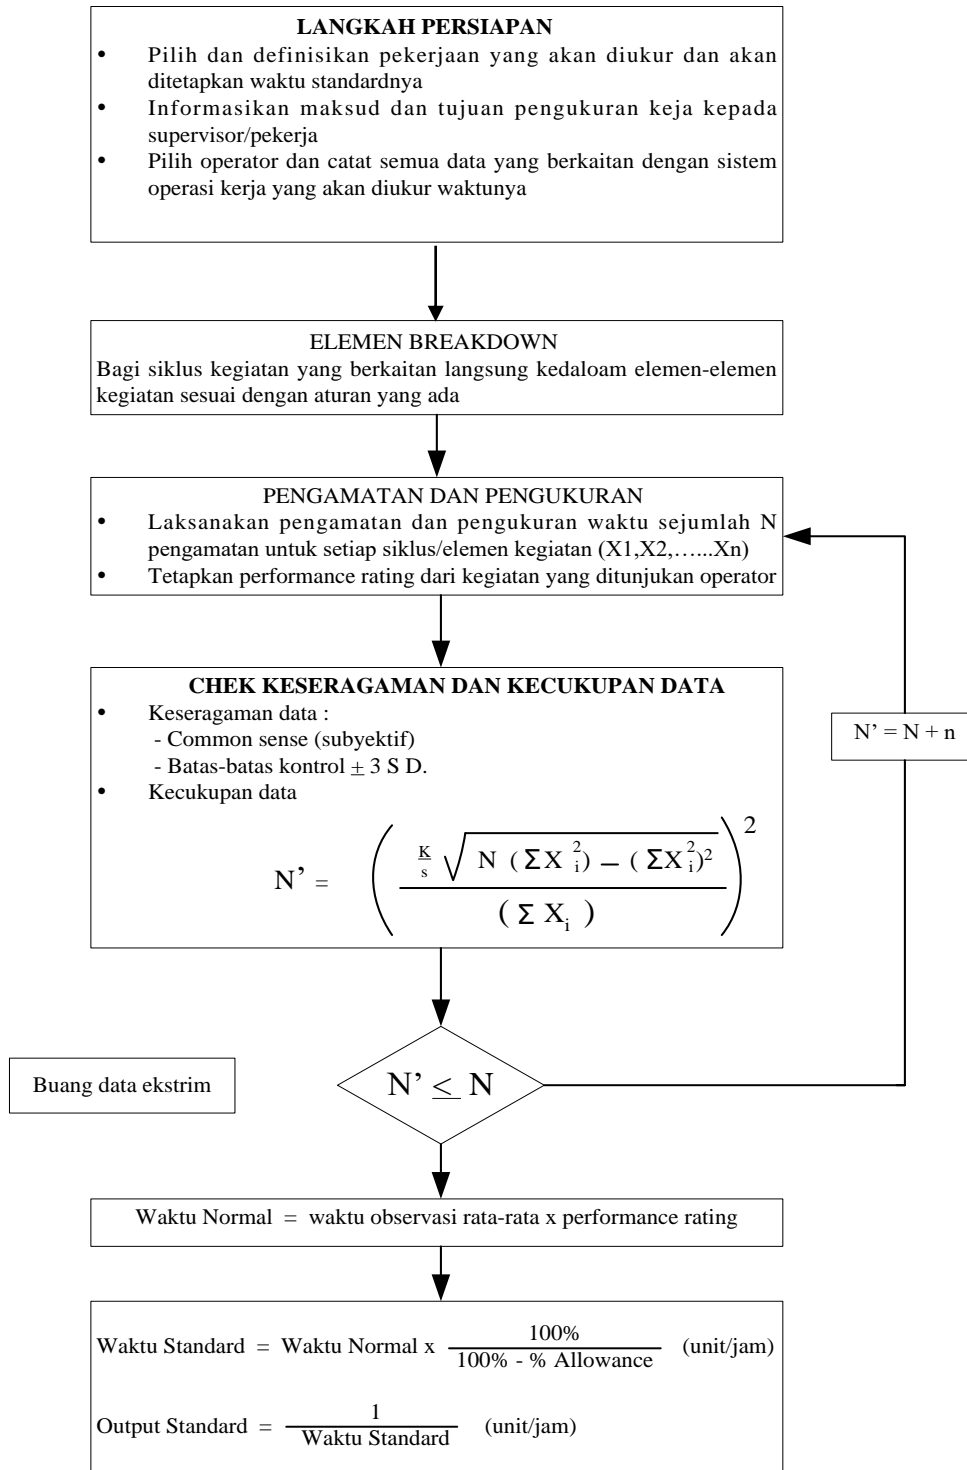 LANGKAH PERSIAPAN
• Pilih dan definisikan pekerjaan yang akan diukur dan akan
ditetapkan waktu standardnya
• Informasikan maksud dan tujuan pengukuran keja kepada
supervisor/pekerja
• Pilih operator dan catat semua data yang berkaitan dengan sistem
operasi kerja yang akan diukur waktunya
ELEMEN BREAKDOWN
Bagi siklus kegiatan yang berkaitan langsung kedaloam elemen-elemen
kegiatan sesuai dengan aturan yang ada
PENGAMATAN DAN PENGUKURAN
• Laksanakan pengamatan dan pengukuran waktu sejumlah N
pengamatan untuk setiap siklus/elemen kegiatan (X1,X2,…...Xn)
• Tetapkan performance rating dari kegiatan yang ditunjukan operator
CHEK KESERAGAMAN DAN KECUKUPAN DATA
• Keseragaman data :
- Common sense (subyektif)
- Batas-batas kontrol ± 3 S D.
• Kecukupan data
N’ = ( K/s √ N ( Σ X i 2 ) – ( Σ X i 2 )2 / ( Σ Xi ) ) 2
N’ = N + n
N’ ≤ N
Buang data ekstrim
Waktu Normal = waktu observasi rata-rata x performance rating
Waktu Standard = Waktu Normal x 100% / 100% - % Allowance (unit/jam)
Output Standard = 1 / Waktu Standard (unit/jam)